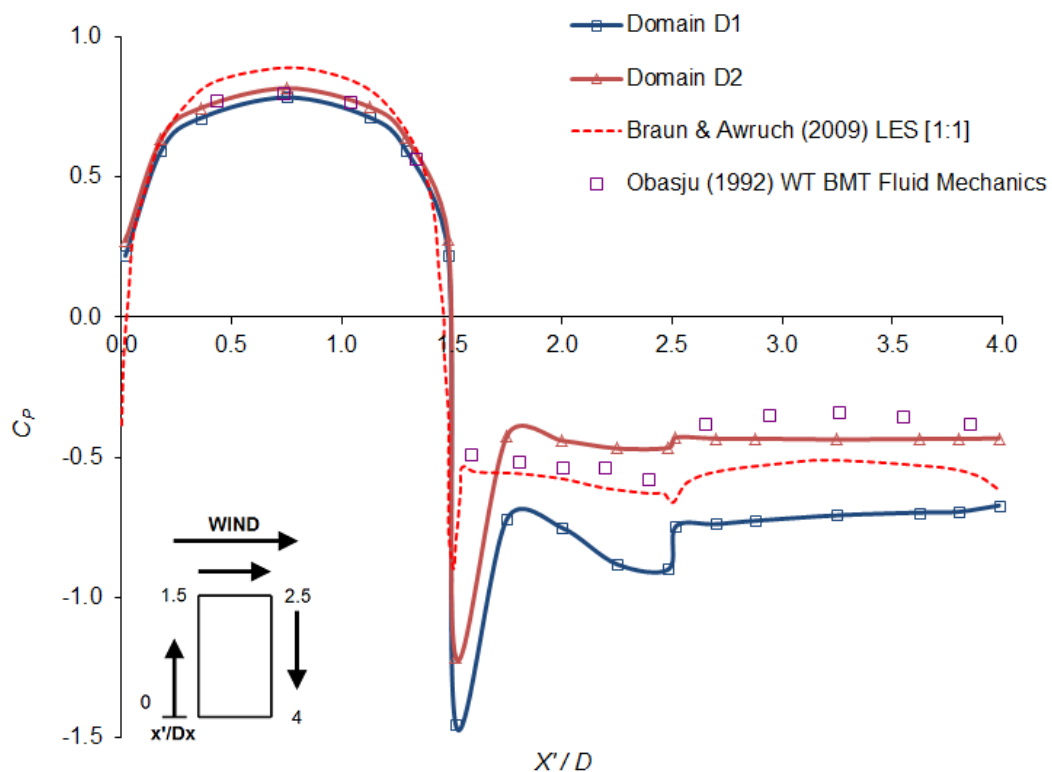 Domain D1
Domain D2
Braun & Awruch (2009) LES [1:1]
Obasju (1992) WT BMT Fluid Mechanics
1.0
0.5
0.0
-0.5
-1.0
-1.5
0.0 0.5 1.0 1.5 2.0 2.5 3.0 3.5 4.0
CP
X'/ D
WIND
1.5 2.5
0 4
x'/Dx